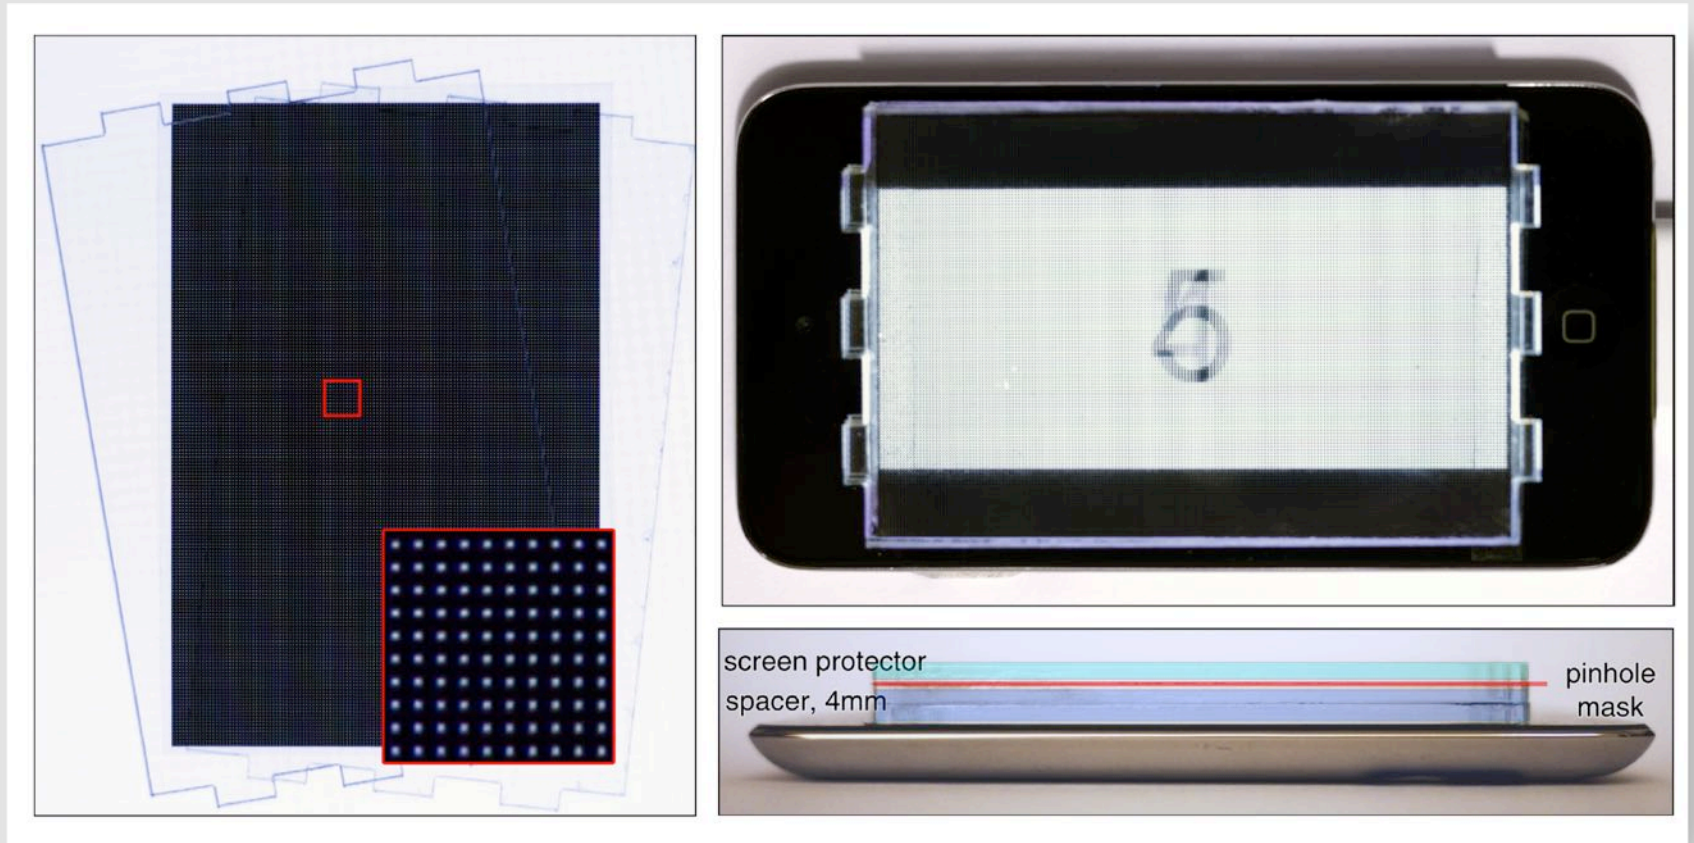 screen protector
spacer, 4mm
pinhole
mask